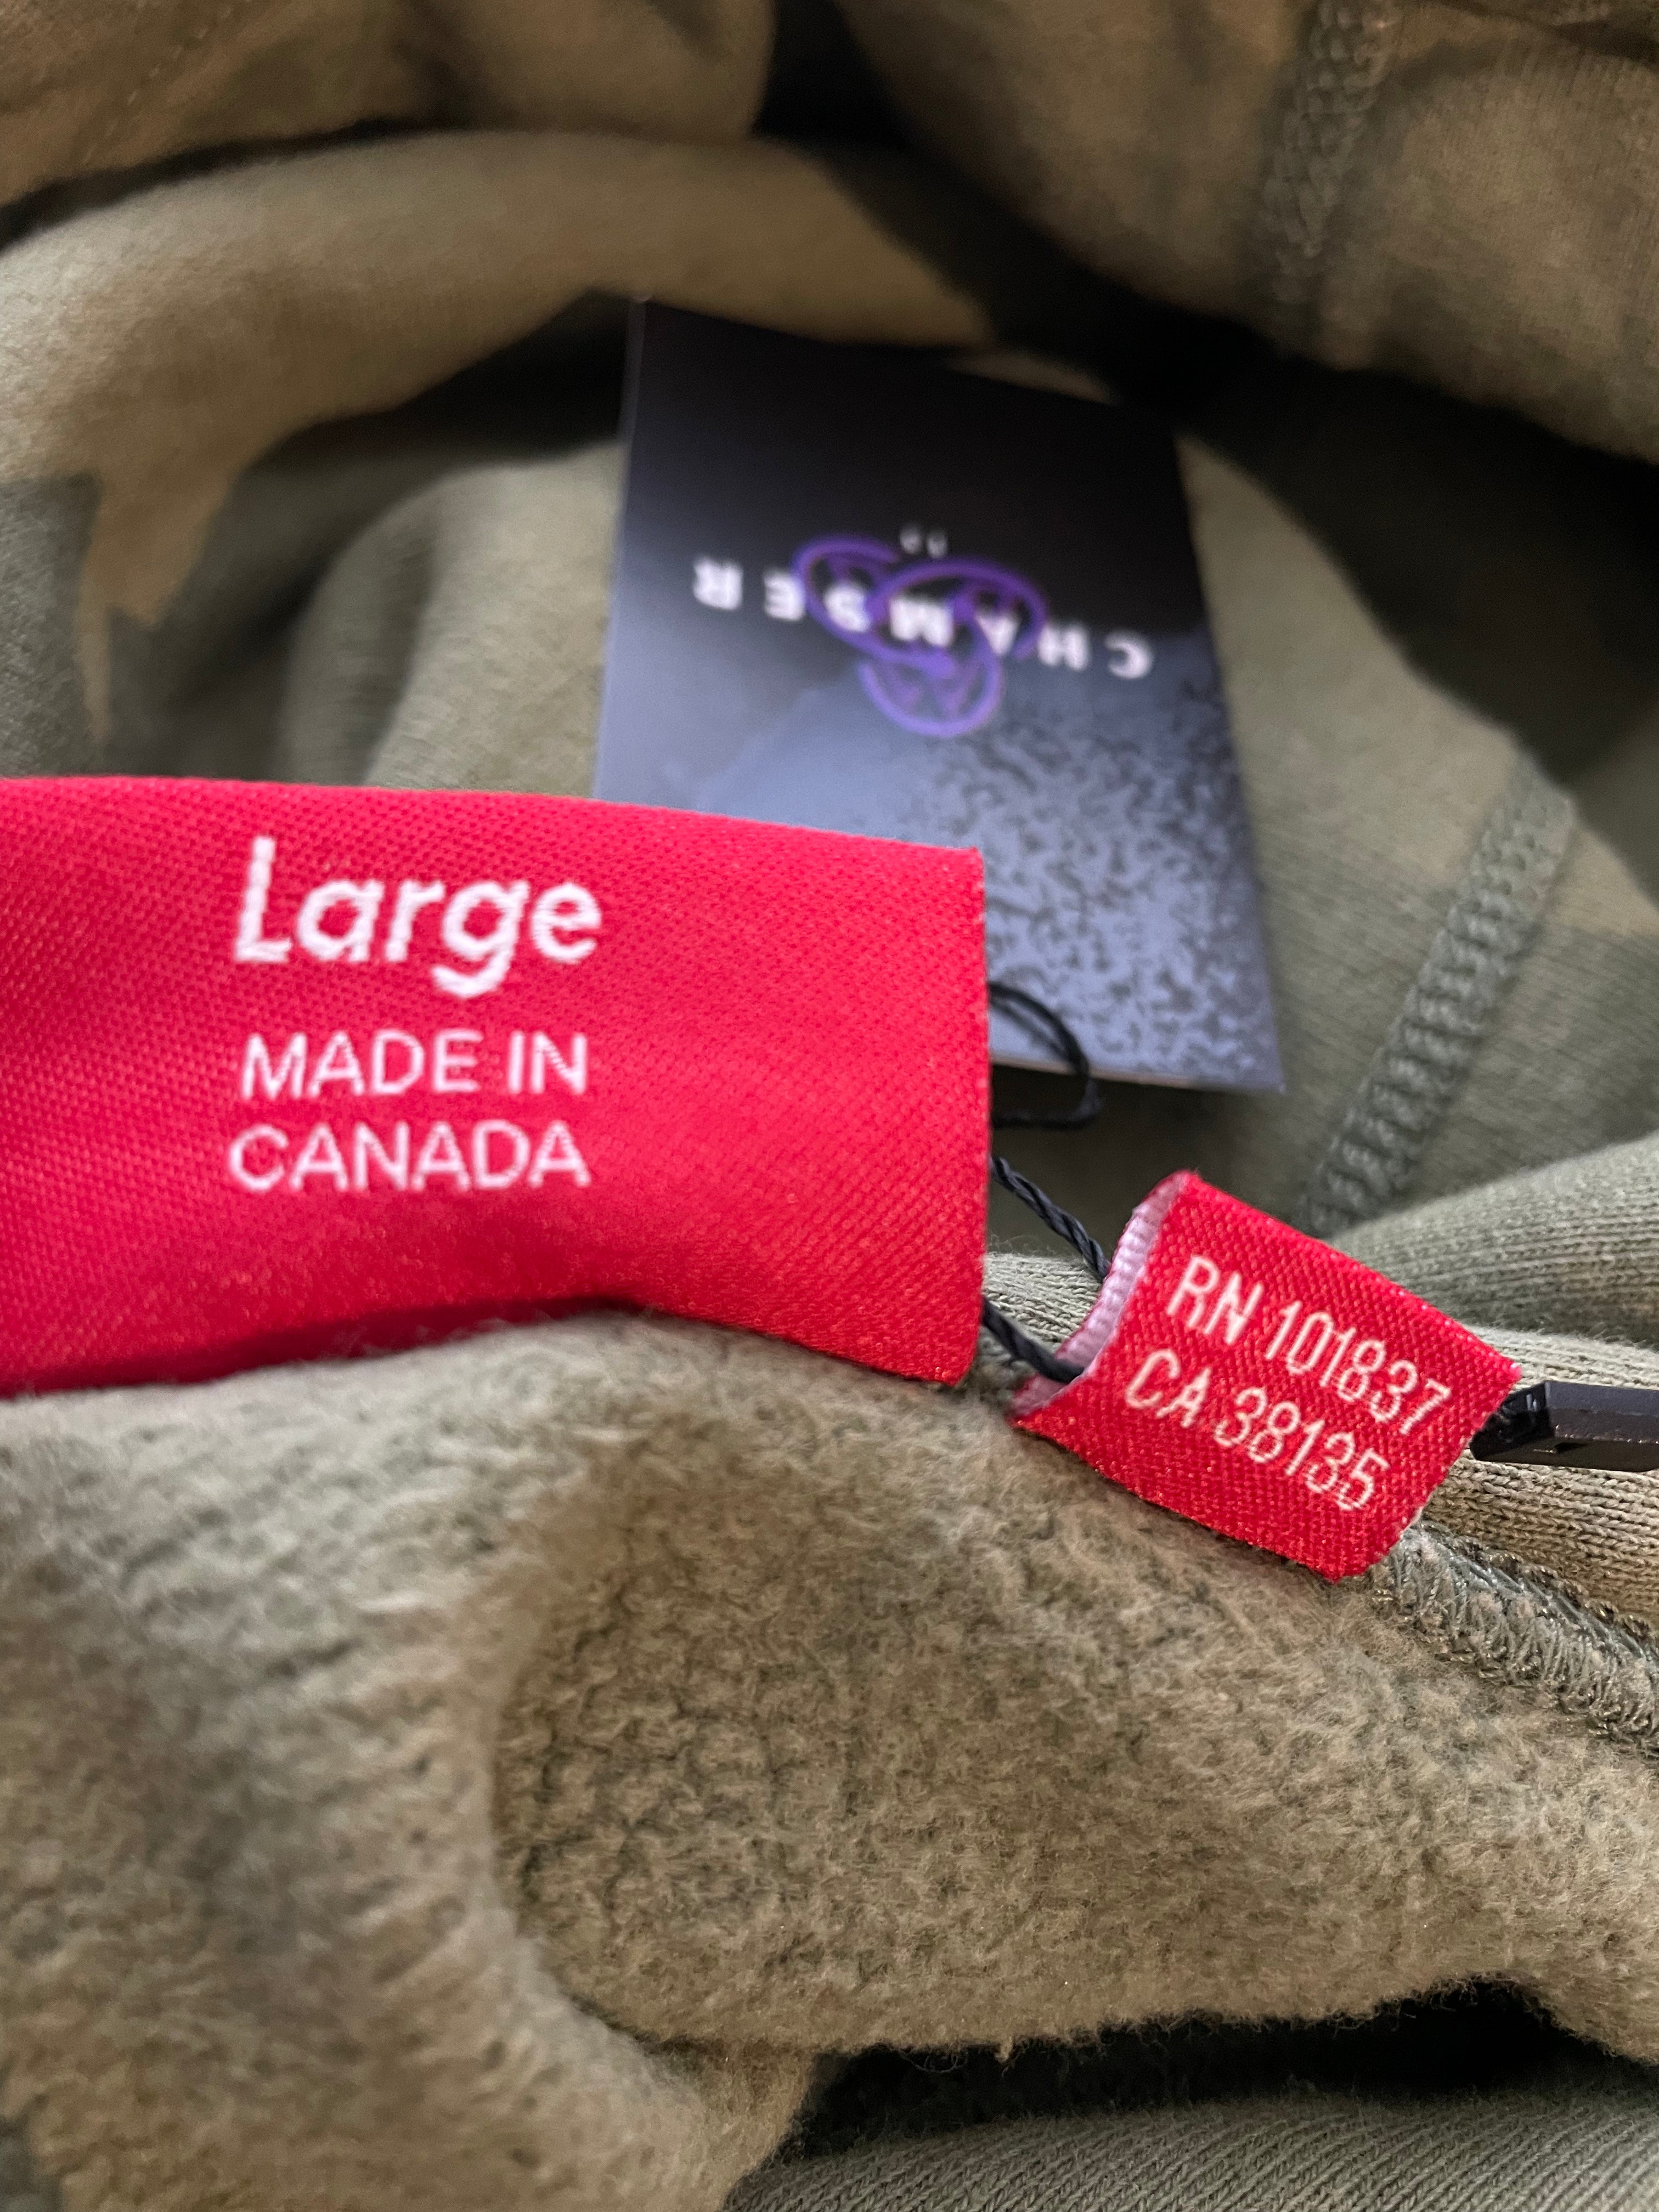 CHAMBER
Large
MADE IN
CANADA
RN 101837
CA 38135